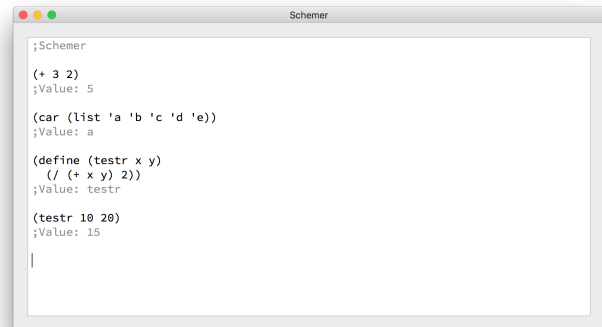 Schemer
;Schemer
(+ 3 2)
;Value: 5
(car (list 'a 'b 'c 'd 'e))
;Value: a
(define (testr x y)
  (/ (+ x y) 2))
;Value: testr
(testr 10 20)
;Value: 15